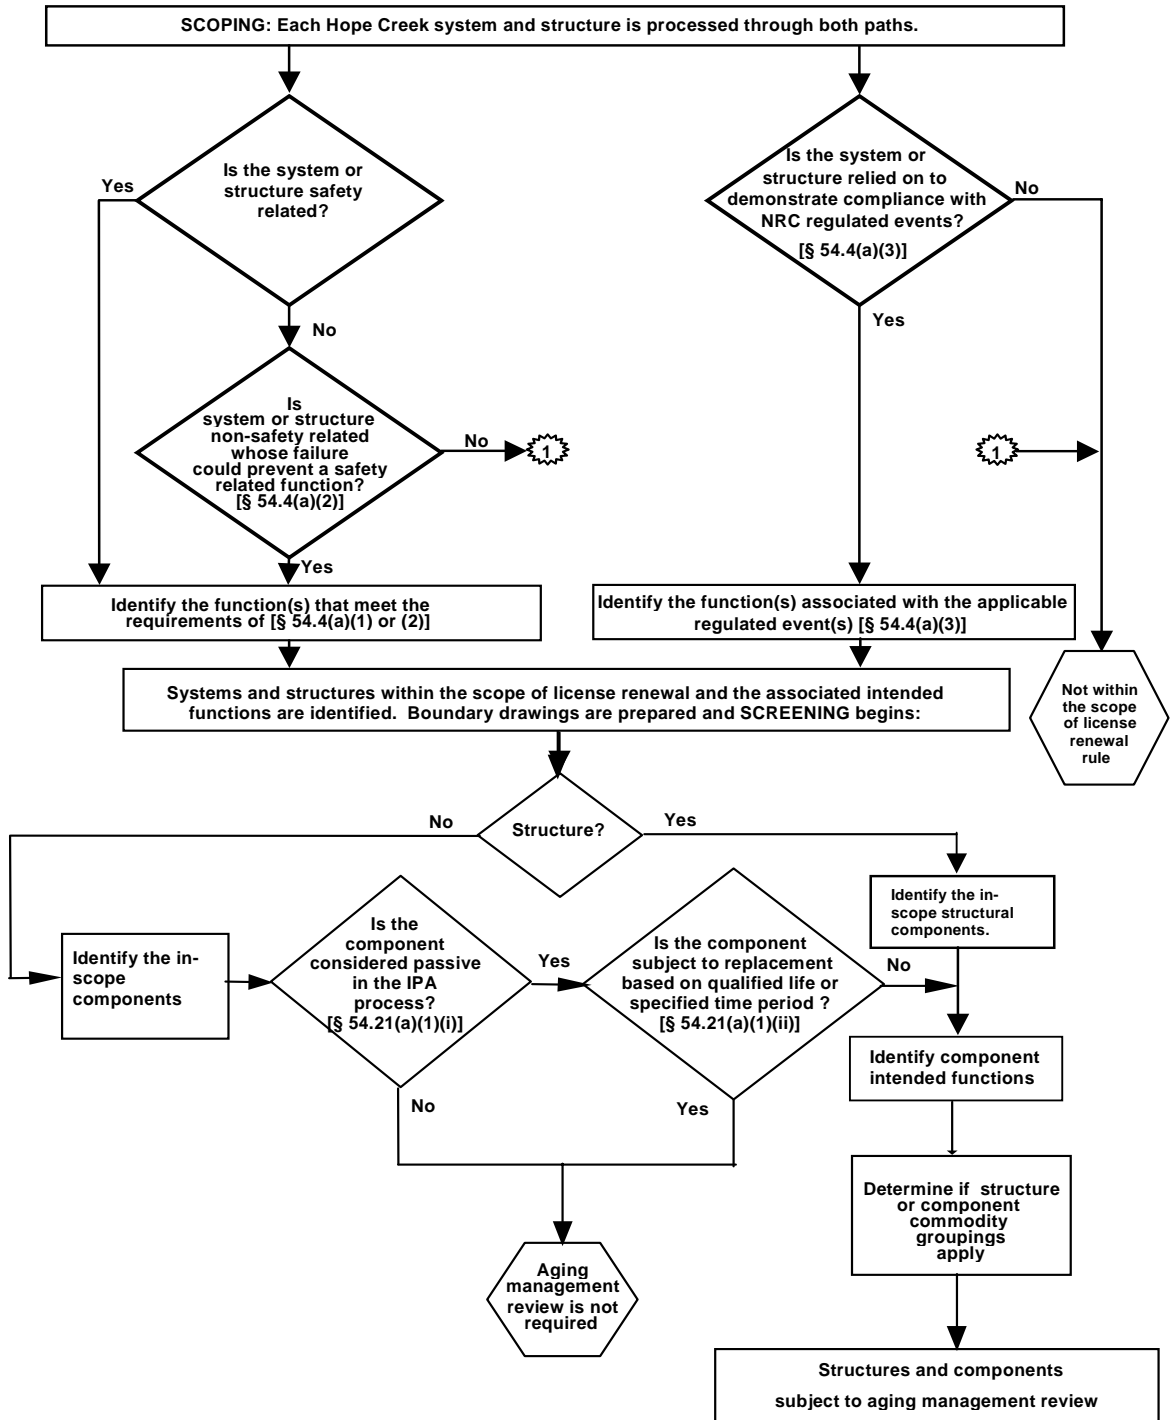 SCOPING: Each Hope Creek system and structure is processed through both paths.
Is the system or
structure safety
related?
Yes
No
Is the system or
structure relied on to
demonstrate compliance with
NRC regulated events?
[§ 54.4(a)(3)]
No
Yes
Is
system or structure
non-safety related
whose failure
could prevent a safety
related function?
[§ 54.4(a)(2)]
No
1
1
Yes
Identify the function(s) that meet the
requirements of [§ 54.4(a)(1) or (2)]
Identify the function(s) associated with the applicable
regulated event(s) [§ 54.4(a)(3)]
Systems and structures within the scope of license renewal and the associated intended
functions are identified. Boundary drawings are prepared and SCREENING begins:
Not within
the scope
of license
renewal
rule
Structure?
No
Yes
Identify the in-
scope structural
components.
Identify the in-
scope
components
Is the
component
considered passive
in the IPA
process?
[§ 54.21(a)(1)(i)]
Yes
No
Is the component
subject to replacement
based on qualified life or
specified time period ?
[§ 54.21(a)(1)(ii)]
No
Yes
Identify component
intended functions
Determine if structure
or component
commodity
groupings
apply
Aging
management
review is not
required
Structures and components
subject to aging management review